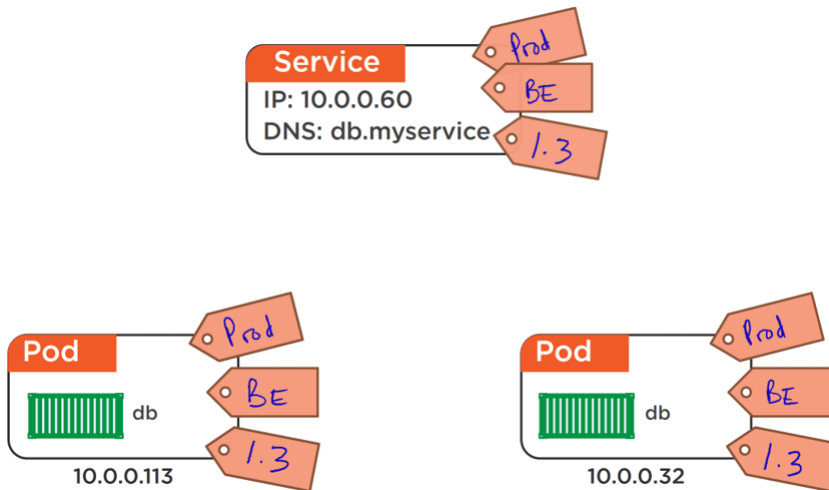 Prod
Service
BE
IP: 10.0.0.60
DNS: db.myservice
1.3
Prod
Pod
BE
db
1.3
10.0.0.113
Prod
Pod
BE
db
1.3
10.0.0.32